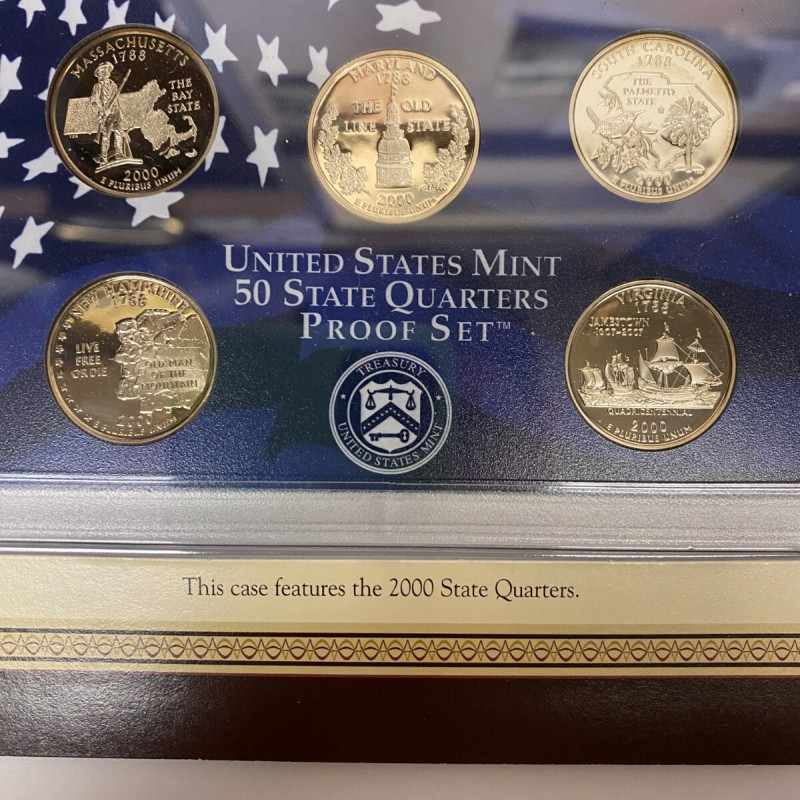 MASSACHUSETTS
1788
THE
BAY
STATE
2000
E PLURIBUS UNUM
MARYLAND
1788
THE OLD
LINE STATE
2000
E PLURIBUS UNUM
SOUTH CAROLINA
1788
THE
PALMETTO
STATE
2000
E PLURIBUS UNUM
UNITED STATES MINT
50 STATE QUARTERS
PROOF SET™
NEW HAMPSHIRE
1788
LIVE
FREE
OR DIE
OLD MAN
OF THE
MOUNTAIN
2000
E PLURIBUS UNUM
TREASURY
UNITED STATES MINT
VIRGINIA
1788
JAMESTOWN
1607-2007
QUADRICENTENNIAL
2000
E PLURIBUS UNUM
This case features the 2000 State Quarters.